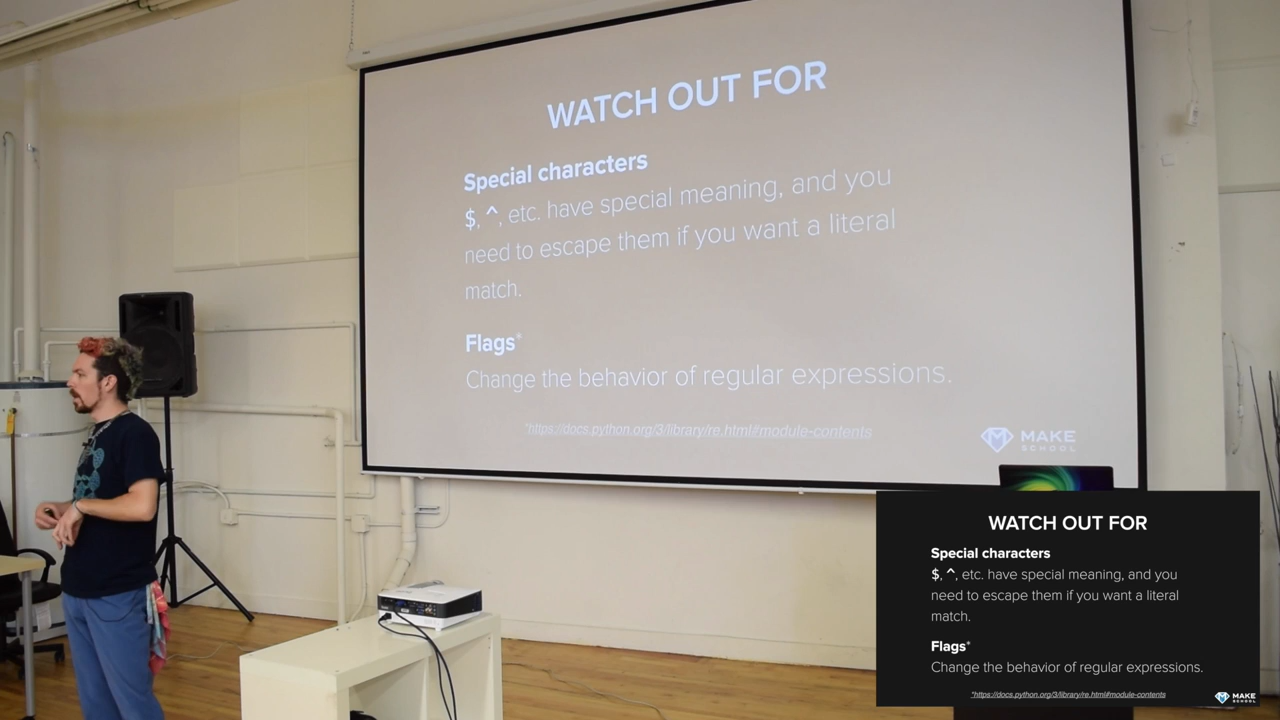 WATCH OUT FOR
Special characters
$, ^, etc. have special meaning, and you
need to escape them if you want a literal
match.
Flags*
Change the behavior of regular expressions.
*https://docs.python.org/3/library/re.html#module-contents
MAKE
SCHOOL
WATCH OUT FOR
Special characters
$, ^, etc. have special meaning, and you
need to escape them if you want a literal
match.
Flags*
Change the behavior of regular expressions.
*https://docs.python.org/3/library/re.html#module-contents
MAKE
SCHOOL